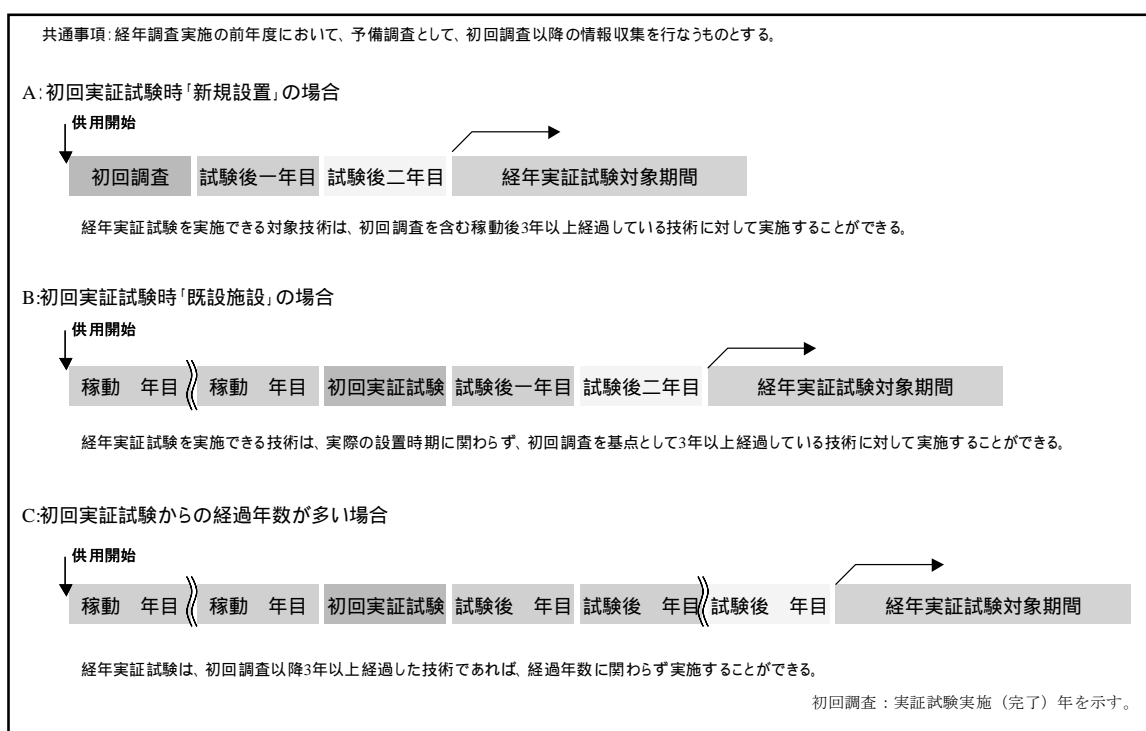 共通事項:経年調査実施の前年度において、予備調査として、初回調査以降の情報収集を行なうものとする。
A:初回実証試験時「新規設置」の場合
供用開始
初回調査 試験後一年目 試験後二年目 経年実証試験対象期間
経年実証試験を実施できる対象技術は、初回調査を含む稼動後3年以上経過している技術に対して実施することができる。
B:初回実証試験時「既設施設」の場合
供用開始
稼動 年目 稼動 年目 初回実証試験 試験後一年目 試験後二年目 経年実証試験対象期間
経年実証試験を実施できる技術は、実際の設置時期に関わらず、初回調査を基点として3年以上経過している技術に対して実施することができる。
C:初回実証試験からの経過年数が多い場合
供用開始
稼動 年目 稼動 年目 初回実証試験 試験後 年目 試験後 年目 試験後 年目 経年実証試験対象期間
経年実証試験は、初回調査以降3年以上経過した技術であれば、経過年数に関わらず実施することができる。
初回調査：実証試験実施（完了）年を示す。